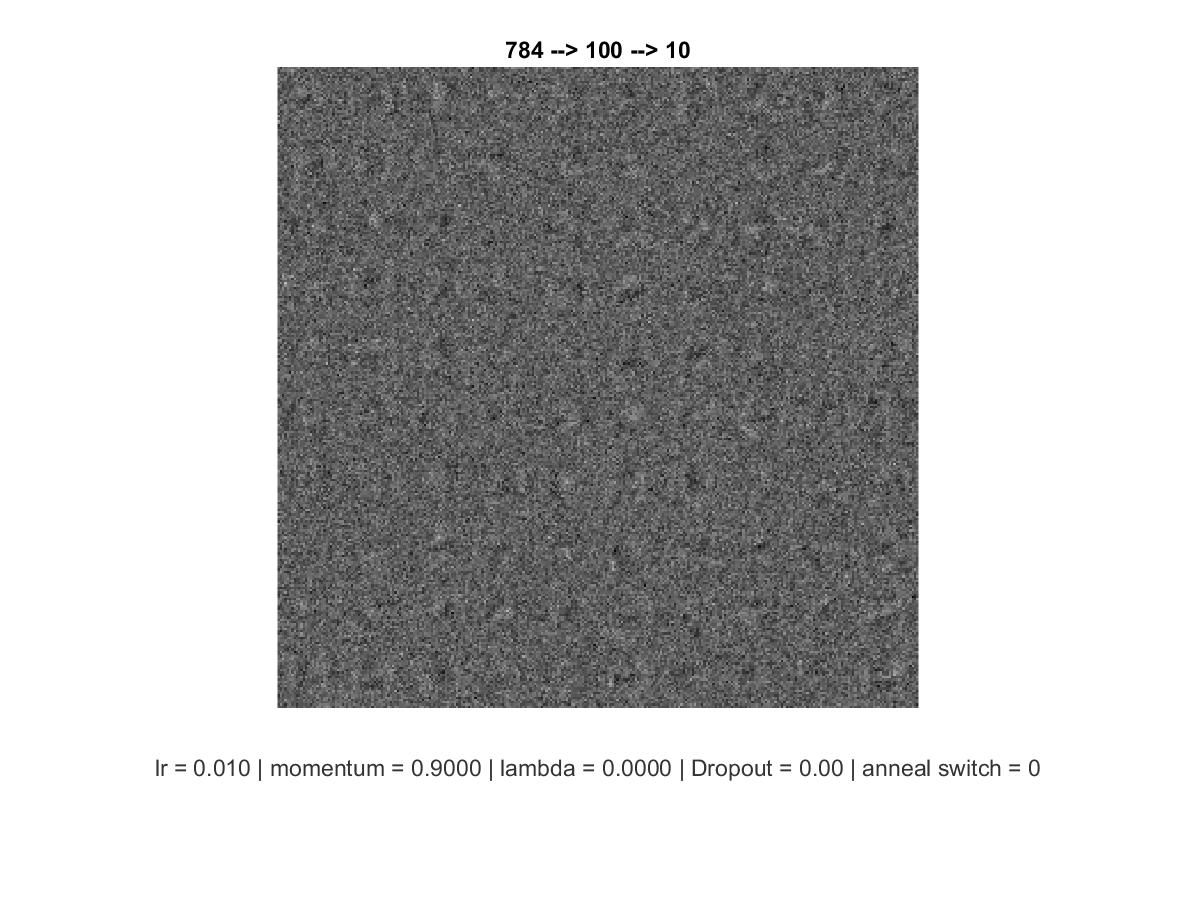 784 --> 100 --> 10
lr = 0.010 | momentum = 0.9000 | lambda = 0.0000 | Dropout = 0.00 | anneal switch = 0